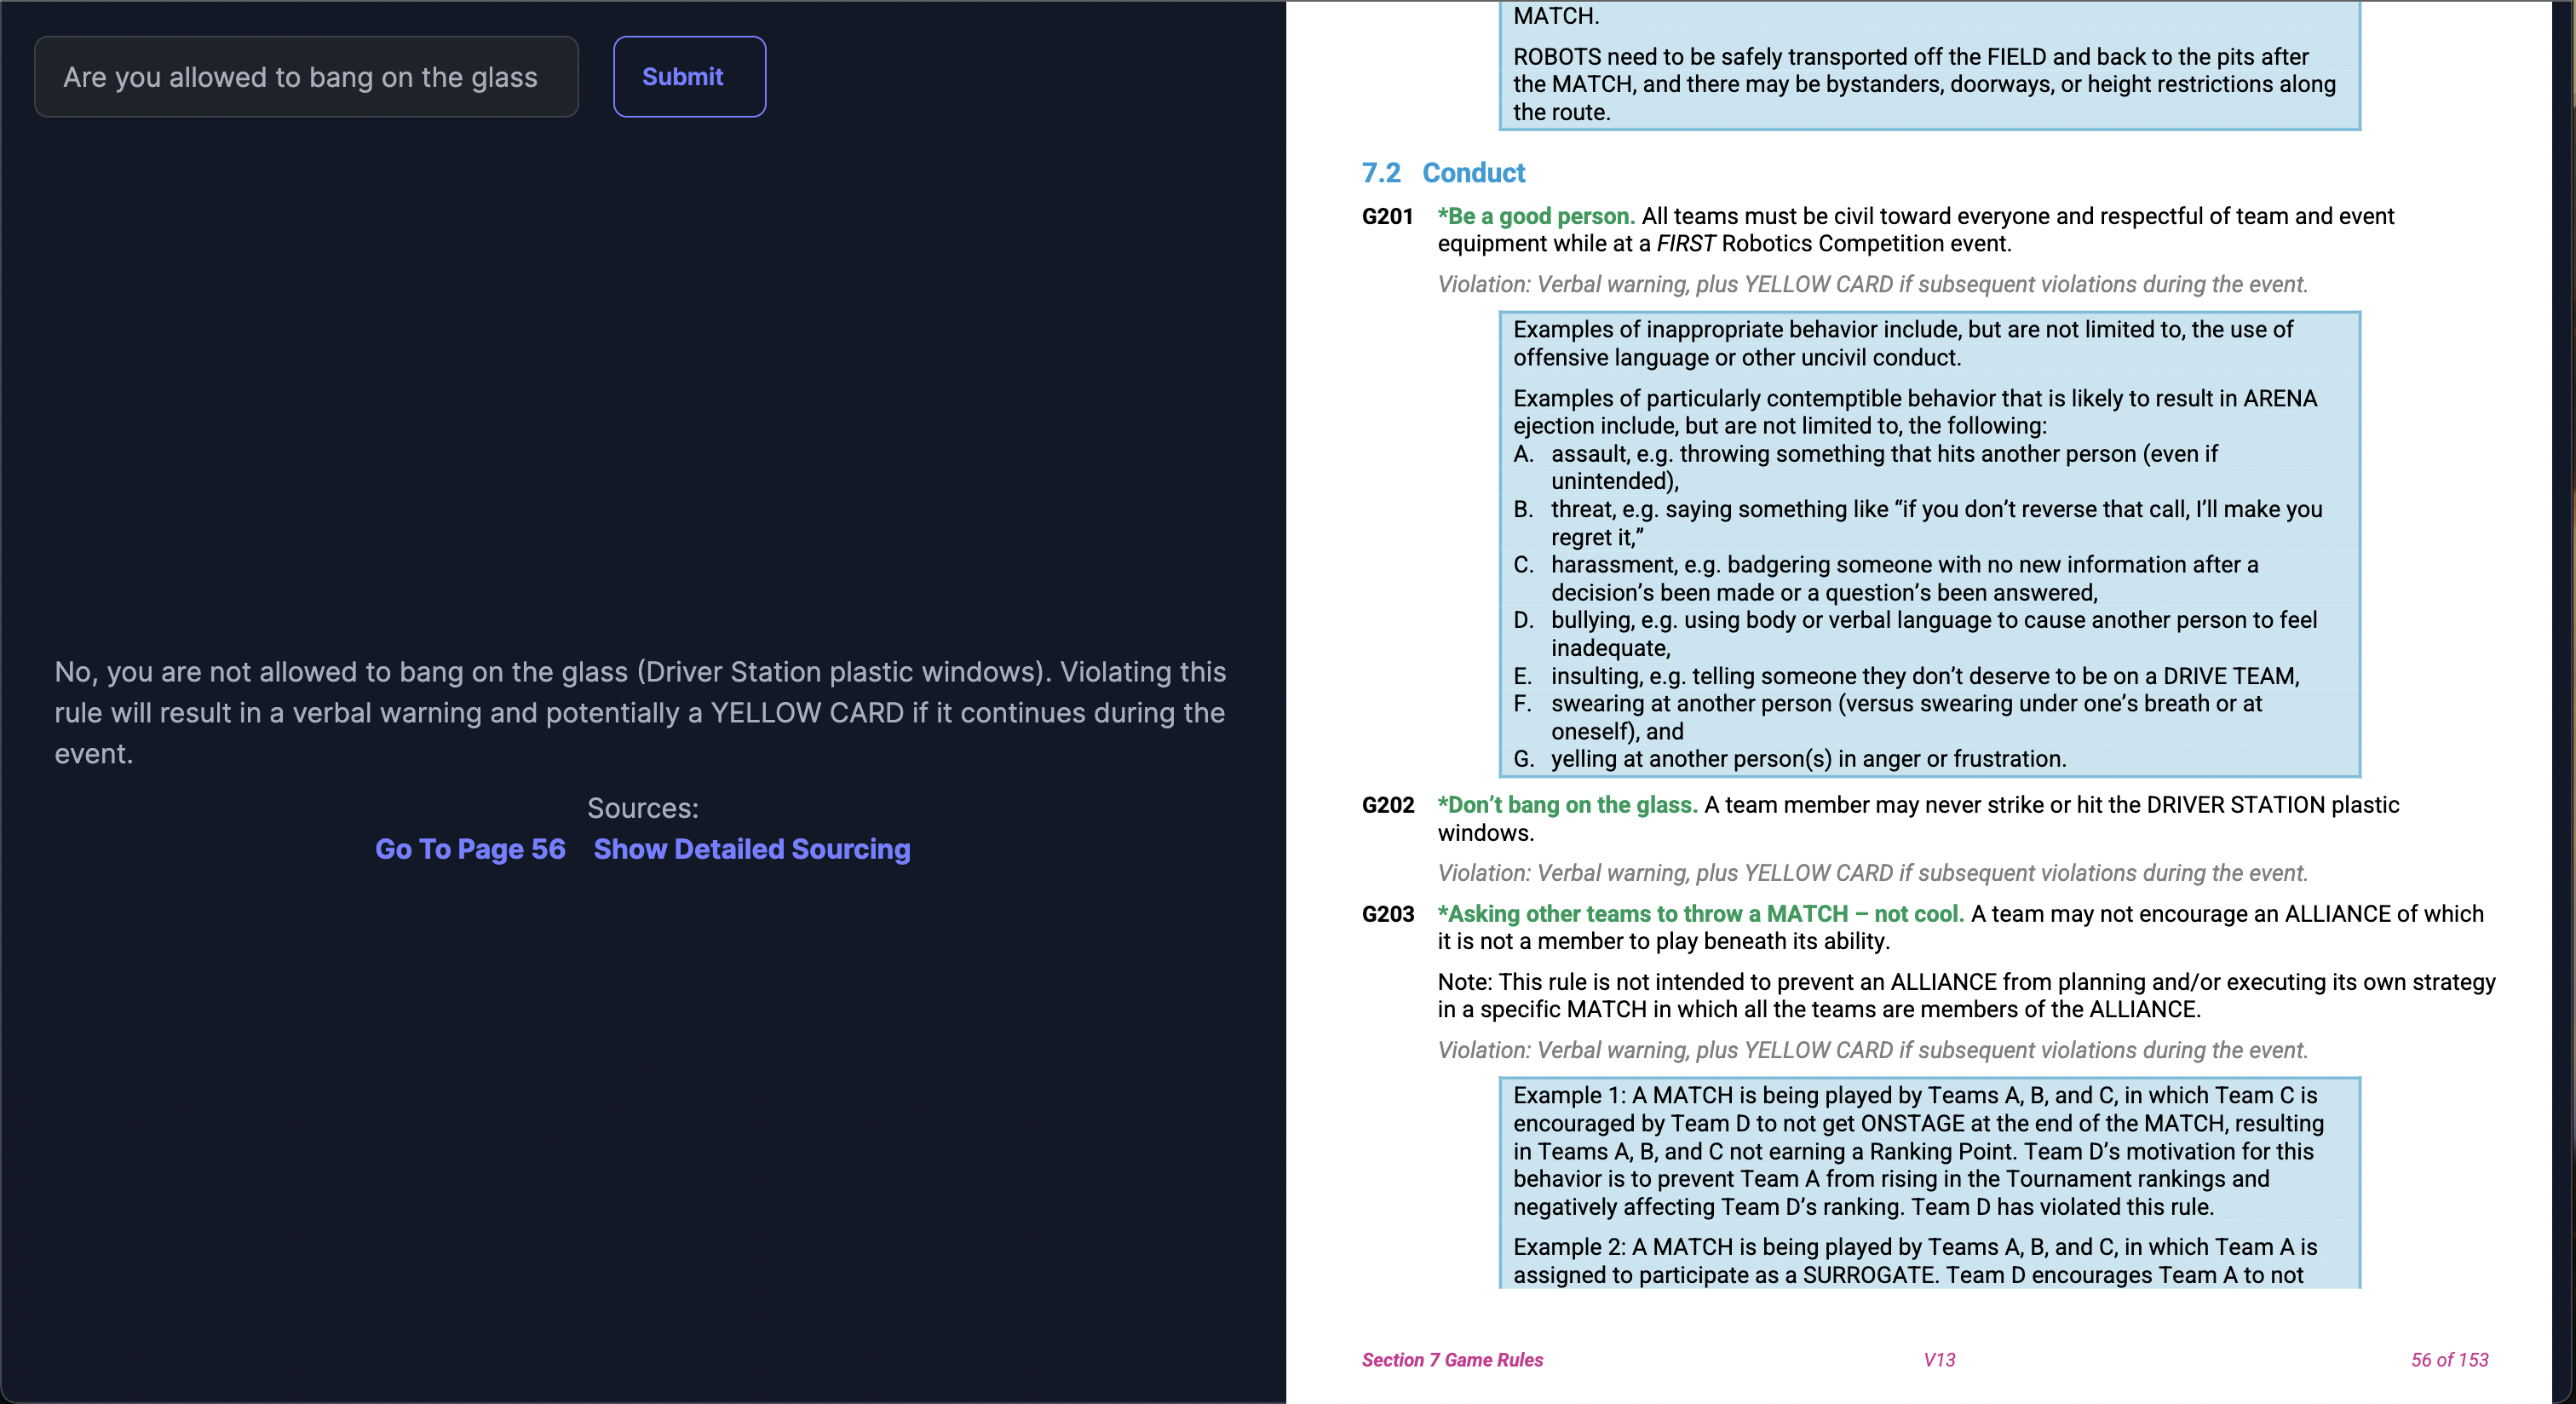 Are you allowed to bang on the glass
Submit
No, you are not allowed to bang on the glass (Driver Station plastic windows). Violating this
rule will result in a verbal warning and potentially a YELLOW CARD if it continues during the
event.
Sources:
Go To Page 56 Show Detailed Sourcing
MATCH.
ROBOTS need to be safely transported off the FIELD and back to the pits after
the MATCH, and there may be bystanders, doorways, or height restrictions along
the route.
7.2 Conduct
G201 *Be a good person. All teams must be civil toward everyone and respectful of team and event
equipment while at a FIRST Robotics Competition event.
Violation: Verbal warning, plus YELLOW CARD if subsequent violations during the event.
Examples of inappropriate behavior include, but are not limited to, the use of
offensive language or other uncivil conduct.
Examples of particularly contemptible behavior that is likely to result in ARENA
ejection include, but are not limited to, the following:
A. assault, e.g. throwing something that hits another person (even if
unintended),
B. threat, e.g. saying something like “if you don’t reverse that call, I’ll make you
regret it,”
C. harassment, e.g. badgering someone with no new information after a
decision’s been made or a question’s been answered,
D. bullying, e.g. using body or verbal language to cause another person to feel
inadequate,
E. insulting, e.g. telling someone they don’t deserve to be on a DRIVE TEAM,
F. swearing at another person (versus swearing under one’s breath or at
oneself), and
G. yelling at another person(s) in anger or frustration.
G202 *Don’t bang on the glass. A team member may never strike or hit the DRIVER STATION plastic
windows.
Violation: Verbal warning, plus YELLOW CARD if subsequent violations during the event.
G203 *Asking other teams to throw a MATCH – not cool. A team may not encourage an ALLIANCE of which
it is not a member to play beneath its ability.
Note: This rule is not intended to prevent an ALLIANCE from planning and/or executing its own strategy
in a specific MATCH in which all the teams are members of the ALLIANCE.
Violation: Verbal warning, plus YELLOW CARD if subsequent violations during the event.
Example 1: A MATCH is being played by Teams A, B, and C, in which Team C is
encouraged by Team D to not get ONSTAGE at the end of the MATCH, resulting
in Teams A, B, and C not earning a Ranking Point. Team D’s motivation for this
behavior is to prevent Team A from rising in the Tournament rankings and
negatively affecting Team D’s ranking. Team D has violated this rule.
Example 2: A MATCH is being played by Teams A, B, and C, in which Team A is
assigned to participate as a SURROGATE. Team D encourages Team A to not
Section 7 Game Rules V13 56 of 153